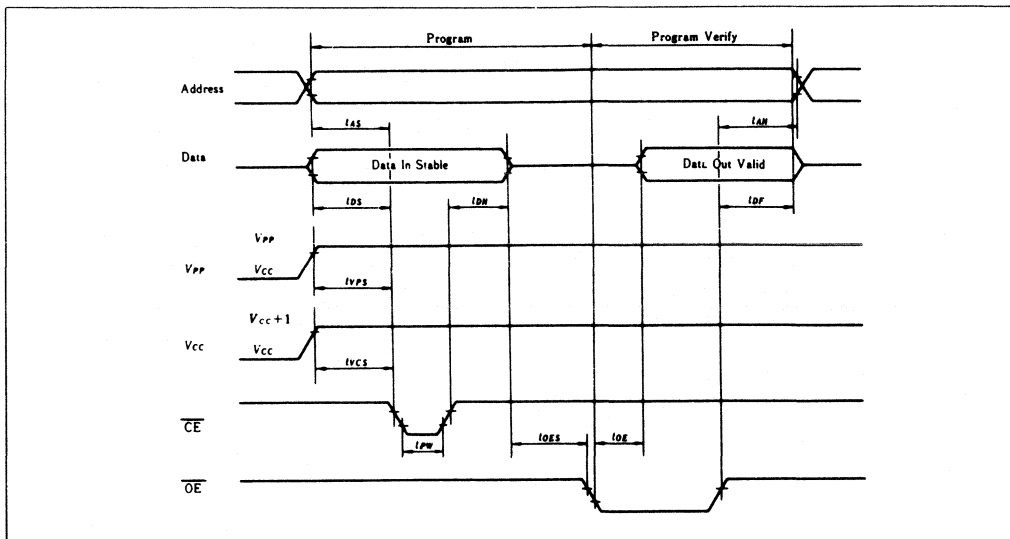 Program Program Verify
Address
tAS tAH
Data Data In Stable Data Out Valid
tDS tDH tDF
VPP
VPP VCC
tVPS
VCC+1
VCC VCC
tVCS
CE
tPW tOES tOE
OE